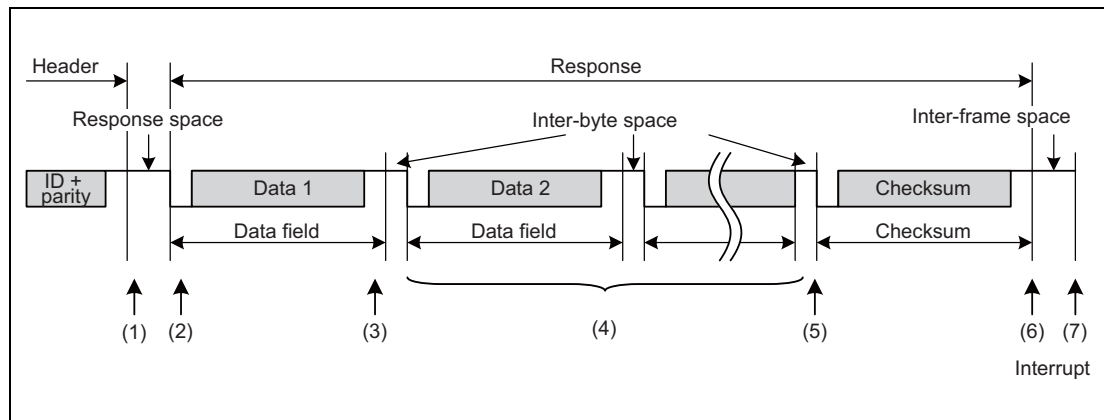 Header
Response
Response space
Inter-byte space
Inter-frame space
ID +
parity
Data 1
Data 2
Checksum
Data field
Data field
Checksum
(1)
(2)
(3)
(4)
(5)
(6)
(7)
Interrupt